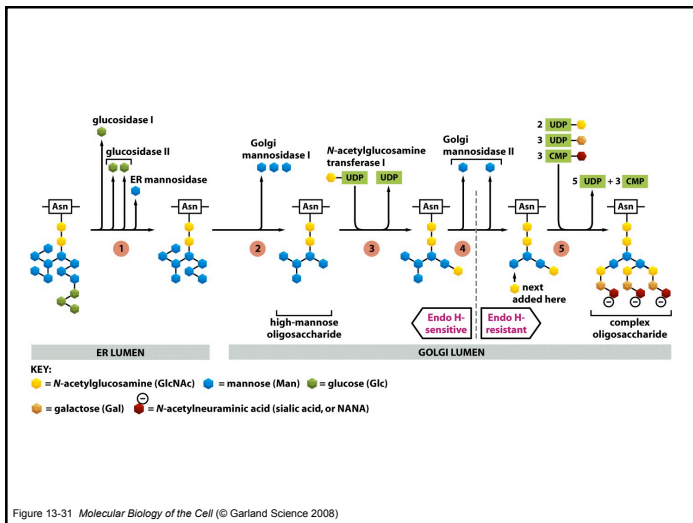 glucosidase I
glucosidase II
ER mannosidase
Golgi
mannosidase I
N-acetylglucosamine
transferase I
UDP
UDP
Golgi
mannosidase II
2 UDP
3 UDP
3 CMP
5 UDP + 3 CMP
Asn
Asn
Asn
Asn
Asn
Asn
1
2
3
4
5
next
added here
high-mannose
oligosaccharide
Endo H-
sensitive
Endo H-
resistant
complex
oligosaccharide
ER LUMEN
GOLGI LUMEN
KEY:
= N-acetylglucosamine (GlcNAc) = mannose (Man) = glucose (Glc)
= galactose (Gal) = N-acetylneuraminic acid (sialic acid, or NANA)
Figure 13-31 Molecular Biology of the Cell (© Garland Science 2008)